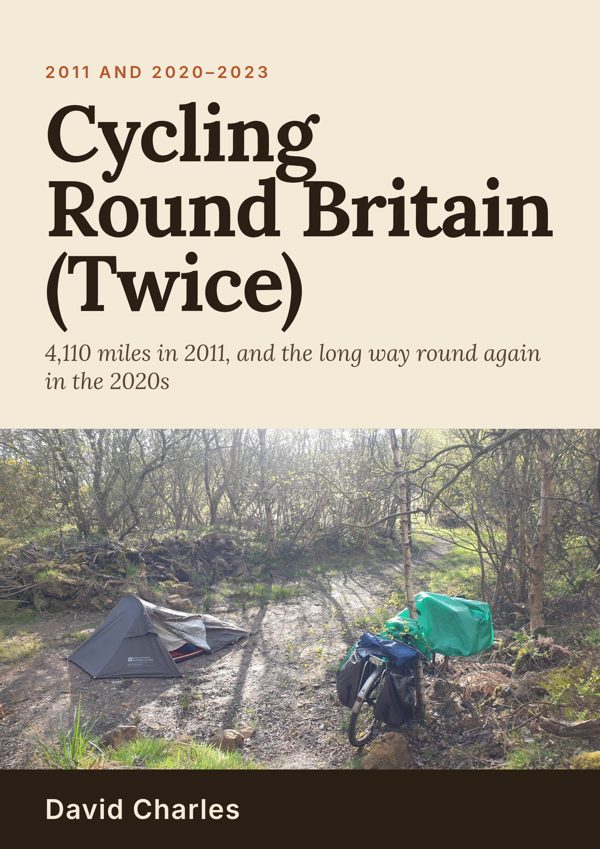 2011 AND 2020–2023
Cycling
Round Britain
(Twice)
4,110 miles in 2011, and the long way round again
in the 2020s
David Charles